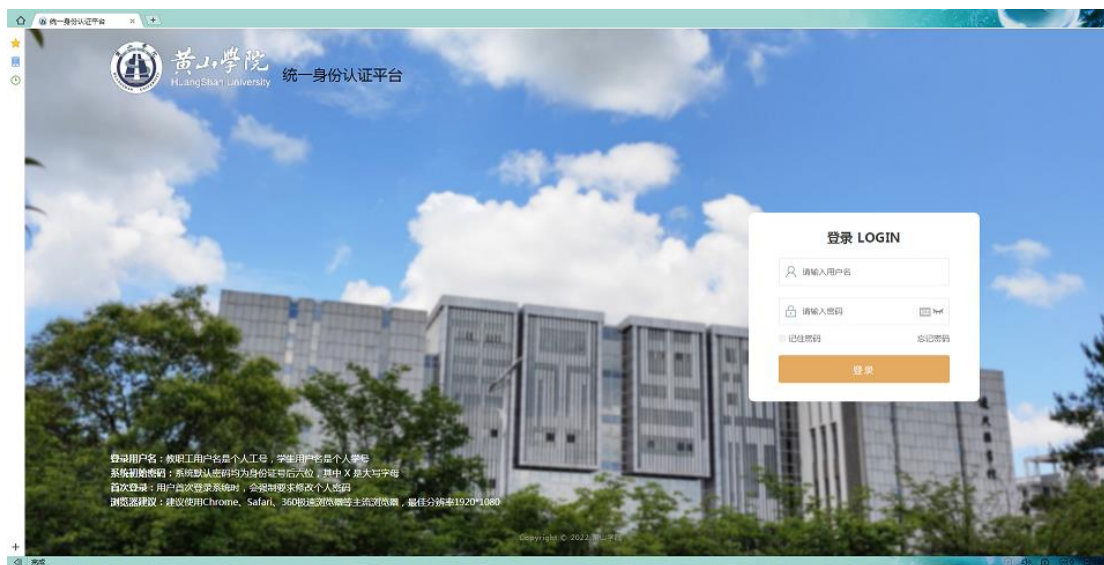 统一身份认证平台
黄山學院
HuangShan University
统一身份认证平台
登录 LOGIN
请输入用户名
请输入密码
记住密码
忘记密码
登录
登录用户名：教职工用户名是个人工号，学生用户名是个人学号
系统初始密码：系统默认密码均为身份证号后六位，其中 X 是大写字母
首次登录：用户首次登录系统时，会强制要求修改个人密码
浏览器建议：建议使用Chrome、Safari、360极速浏览器等主流浏览器，最佳分辨率1920*1080
Copyright © 2022 黄山学院
完成